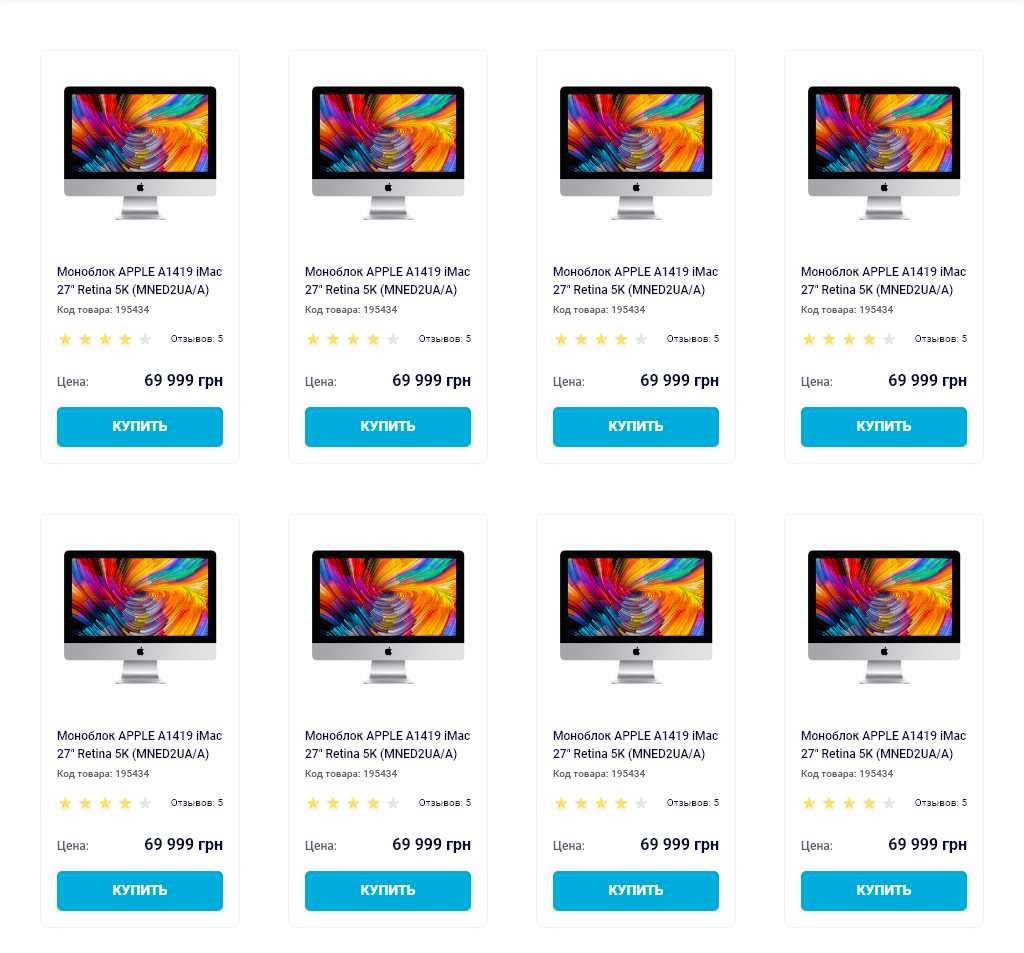 Моноблок APPLE A1419 iMac
27" Retina 5K (MNED2UA/A)
Код товара: 195434
Отзывов: 5
Цена: 69 999 грн
КУПИТЬ
Моноблок APPLE A1419 iMac
27" Retina 5K (MNED2UA/A)
Код товара: 195434
Отзывов: 5
Цена: 69 999 грн
КУПИТЬ
Моноблок APPLE A1419 iMac
27" Retina 5K (MNED2UA/A)
Код товара: 195434
Отзывов: 5
Цена: 69 999 грн
КУПИТЬ
Моноблок APPLE A1419 iMac
27" Retina 5K (MNED2UA/A)
Код товара: 195434
Отзывов: 5
Цена: 69 999 грн
КУПИТЬ
Моноблок APPLE A1419 iMac
27" Retina 5K (MNED2UA/A)
Код товара: 195434
Отзывов: 5
Цена: 69 999 грн
КУПИТЬ
Моноблок APPLE A1419 iMac
27" Retina 5K (MNED2UA/A)
Код товара: 195434
Отзывов: 5
Цена: 69 999 грн
КУПИТЬ
Моноблок APPLE A1419 iMac
27" Retina 5K (MNED2UA/A)
Код товара: 195434
Отзывов: 5
Цена: 69 999 грн
КУПИТЬ
Моноблок APPLE A1419 iMac
27" Retina 5K (MNED2UA/A)
Код товара: 195434
Отзывов: 5
Цена: 69 999 грн
КУПИТЬ